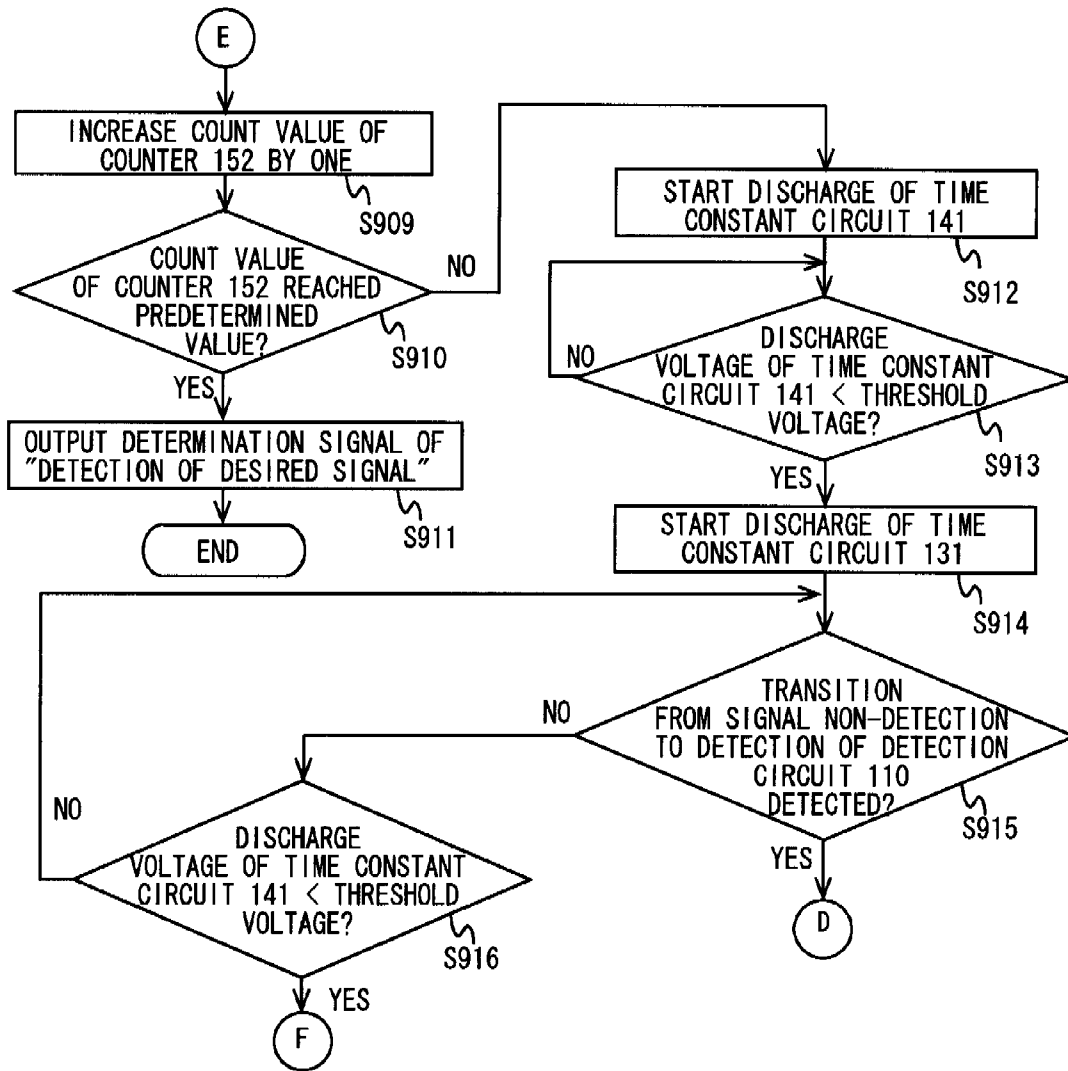 E
INCREASE COUNT VALUE OF
COUNTER 152 BY ONE
S909
COUNT VALUE
OF COUNTER 152 REACHED
PREDETERMINED
VALUE?
S910
NO
YES
OUTPUT DETERMINATION SIGNAL OF
"DETECTION OF DESIRED SIGNAL"
S911
END
START DISCHARGE OF TIME
CONSTANT CIRCUIT 141
S912
DISCHARGE
VOLTAGE OF TIME CONSTANT
CIRCUIT 141 < THRESHOLD
VOLTAGE?
S913
NO
YES
START DISCHARGE OF TIME
CONSTANT CIRCUIT 131
S914
TRANSITION
FROM SIGNAL NON-DETECTION
TO DETECTION OF DETECTION
CIRCUIT 110
DETECTED?
S915
NO
YES
D
DISCHARGE
VOLTAGE OF TIME CONSTANT
CIRCUIT 141 < THRESHOLD
VOLTAGE?
S916
NO
YES
F